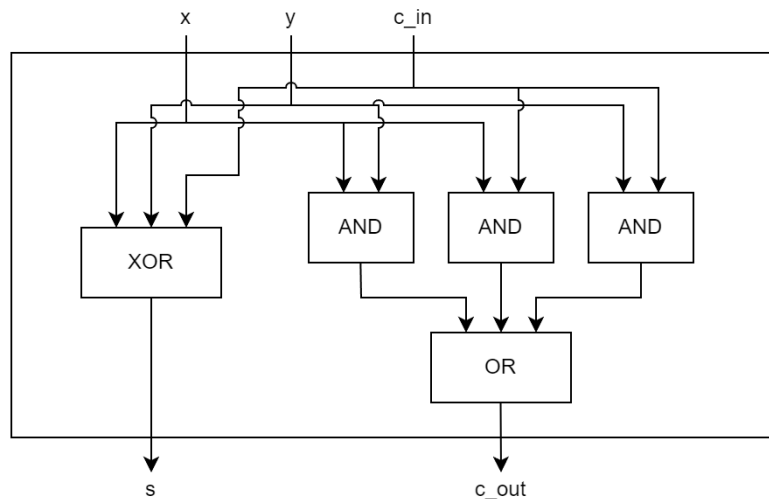 x y c_in
AND AND AND
XOR
OR
s c_out